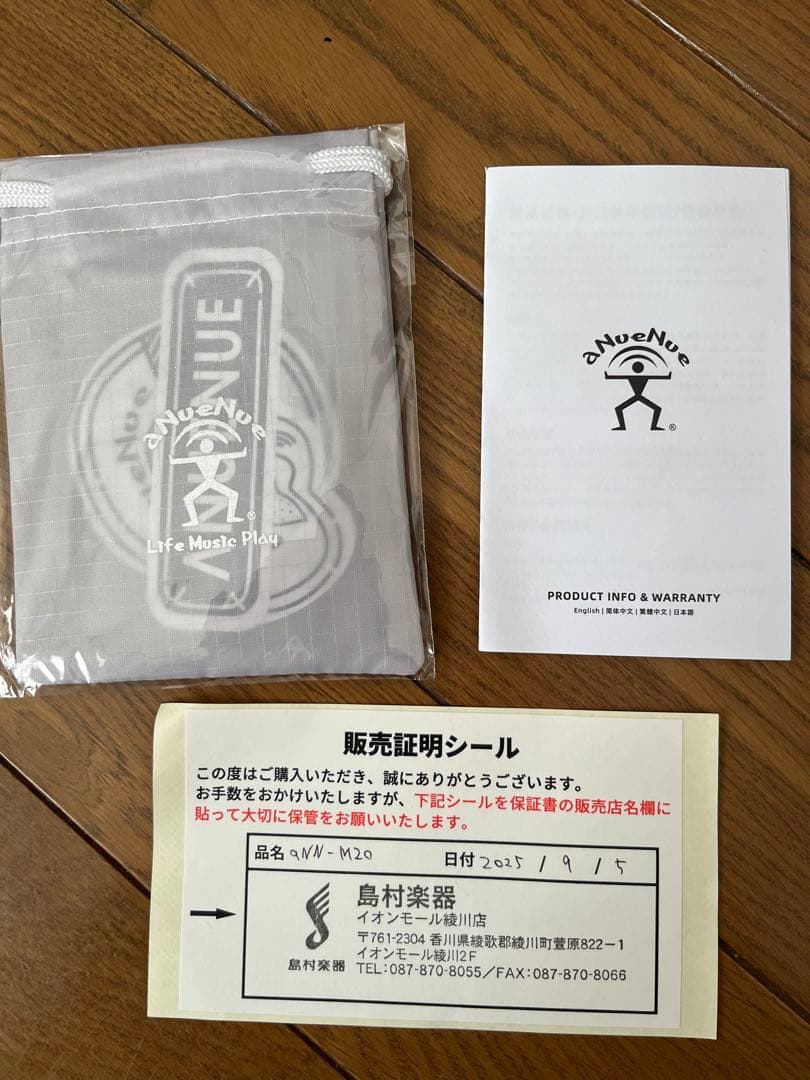 aNueNue
ANUENUE
Life Music Play
aNueNue
®
PRODUCT INFO & WARRANTY
English | 简体中文 | 繁體中文 | 日本語
販売証明シール
この度はご購入いただき、誠にありがとうございます。
お手数をおかけいたしますが、下記シールを保証書の販売店名欄に
貼って大切に保管をお願いいたします。
品名 aNN-M20 日付 2025 / 9 / 5
島村楽器
イオンモール綾川店
〒761-2304 香川県綾歌郡綾川町萱原822-1
イオンモール綾川2F
TEL:087-870-8055/FAX:087-870-8066
島村楽器